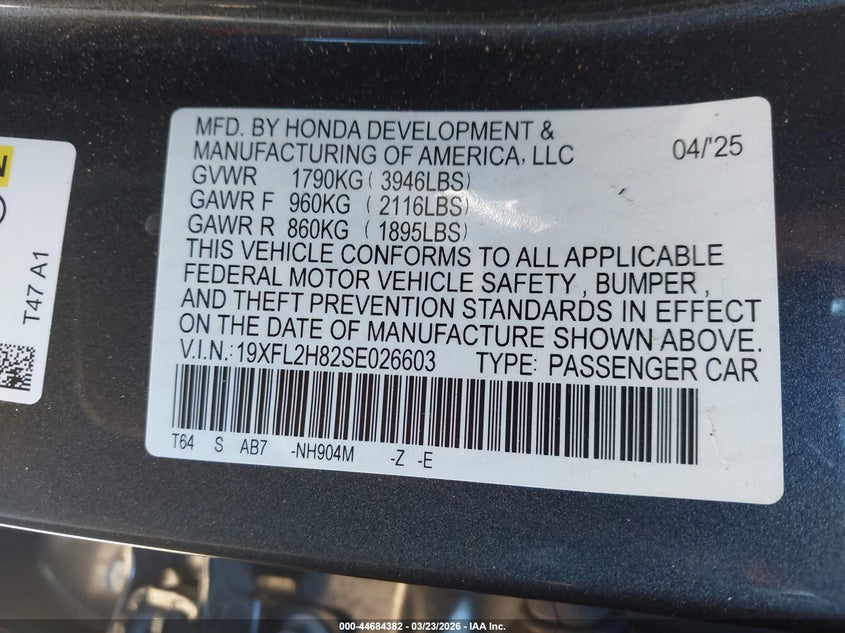 MFD. BY HONDA DEVELOPMENT &
MANUFACTURING OF AMERICA, LLC 04/'25
GVWR 1790KG ( 3946LBS)
GAWR F 960KG ( 2116LBS)
GAWR R 860KG ( 1895LBS)
THIS VEHICLE CONFORMS TO ALL APPLICABLE
FEDERAL MOTOR VEHICLE SAFETY , BUMPER ,
AND THEFT PREVENTION STANDARDS IN EFFECT
ON THE DATE OF MANUFACTURE SHOWN ABOVE.
V.I.N.: 19XFL2H82SE026603 TYPE: PASSENGER CAR
T64 S AB7 -NH904M -Z -E
T47 A1
000-44684382 | 03/23/2026 - IAA Inc.